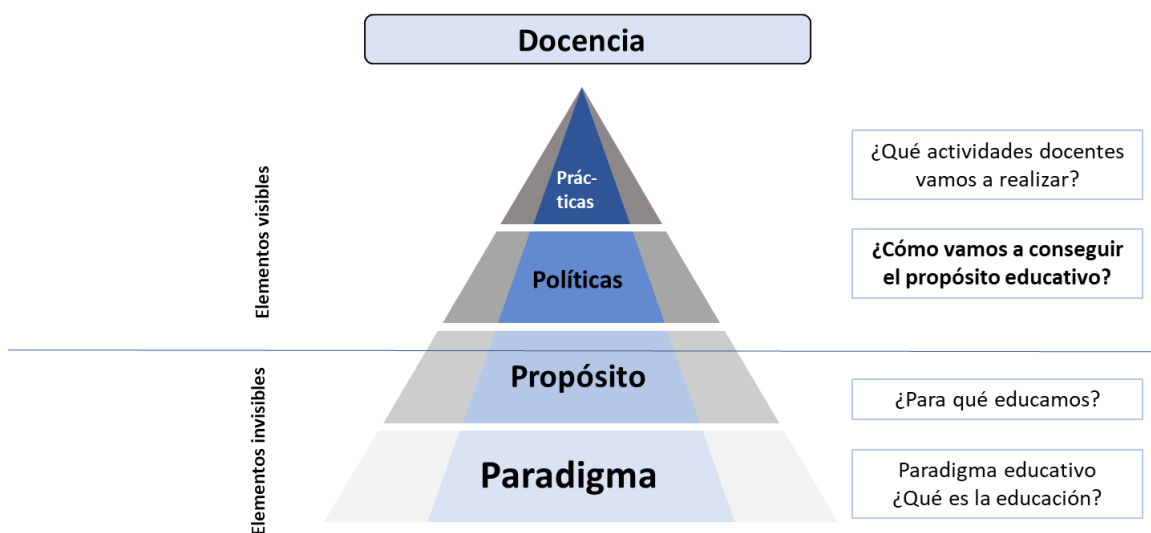 Docencia
Elementos visibles
Prác-
ticas
¿Qué actividades docentes
vamos a realizar?
Políticas
¿Cómo vamos a conseguir
el propósito educativo?
Elementos invisibles
Propósito
¿Para qué educamos?
Paradigma
Paradigma educativo
¿Qué es la educación?